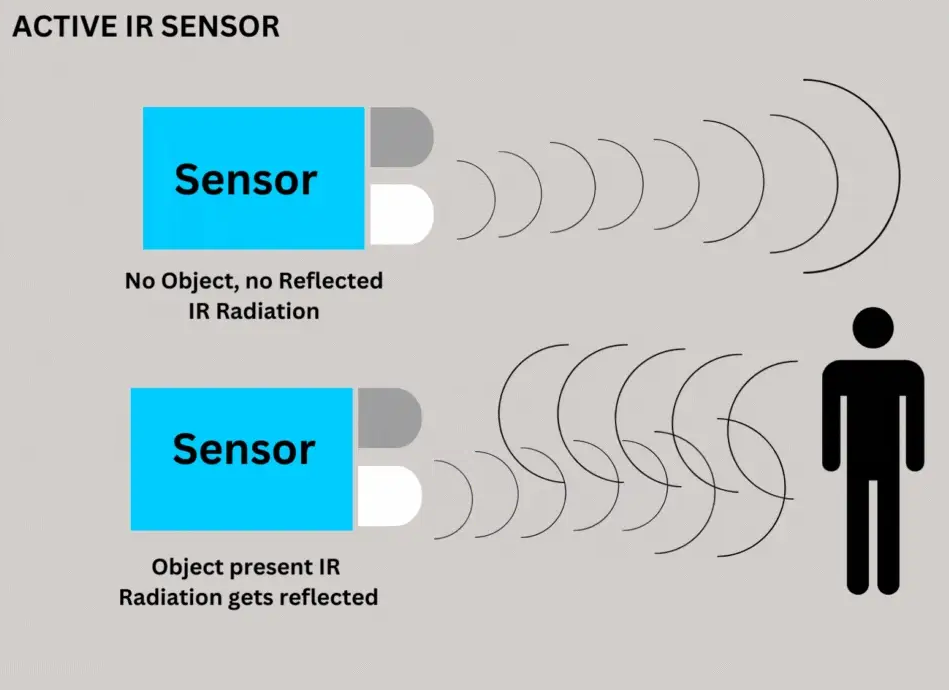 ACTIVE IR SENSOR
Sensor
No Object, no Reflected
IR Radiation
Sensor
Object present IR
Radiation gets reflected